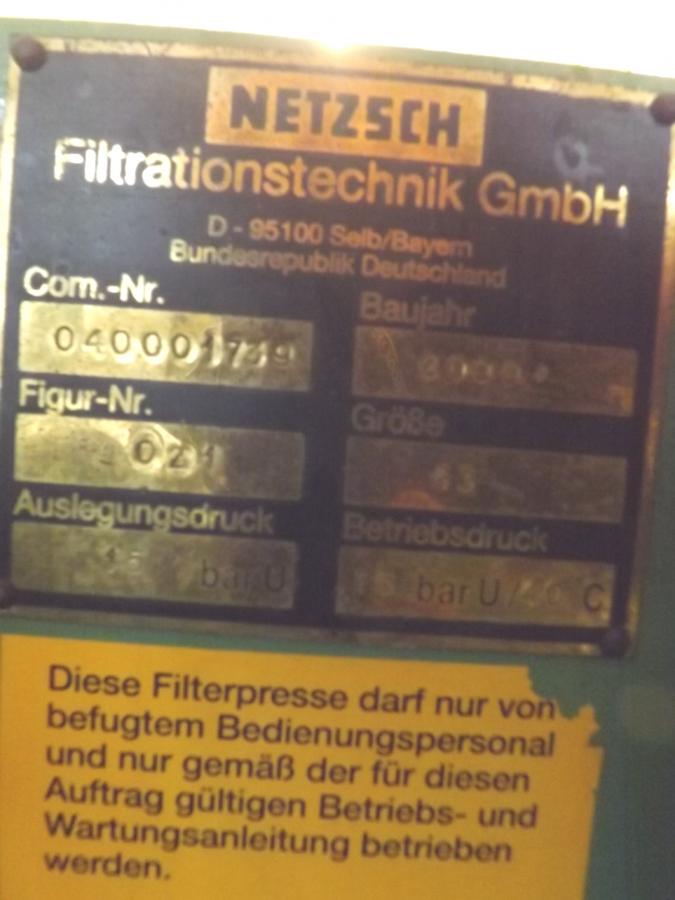 NETZSCH
Filtrationstechnik GmbH
D - 95100 Selb/Bayern
Bundesrepublik Deutschland
Com.-Nr.
Baujahr
Figur-Nr.
Größe
Auslegungsdruck
Betriebsdruck
bar Ü
bar Ü / C
Diese Filterpresse darf nur von
befugtem Bedienungspersonal
und nur gemäß der für diesen
Auftrag gültigen Betriebs- und
Wartungsanleitung betrieben
werden.